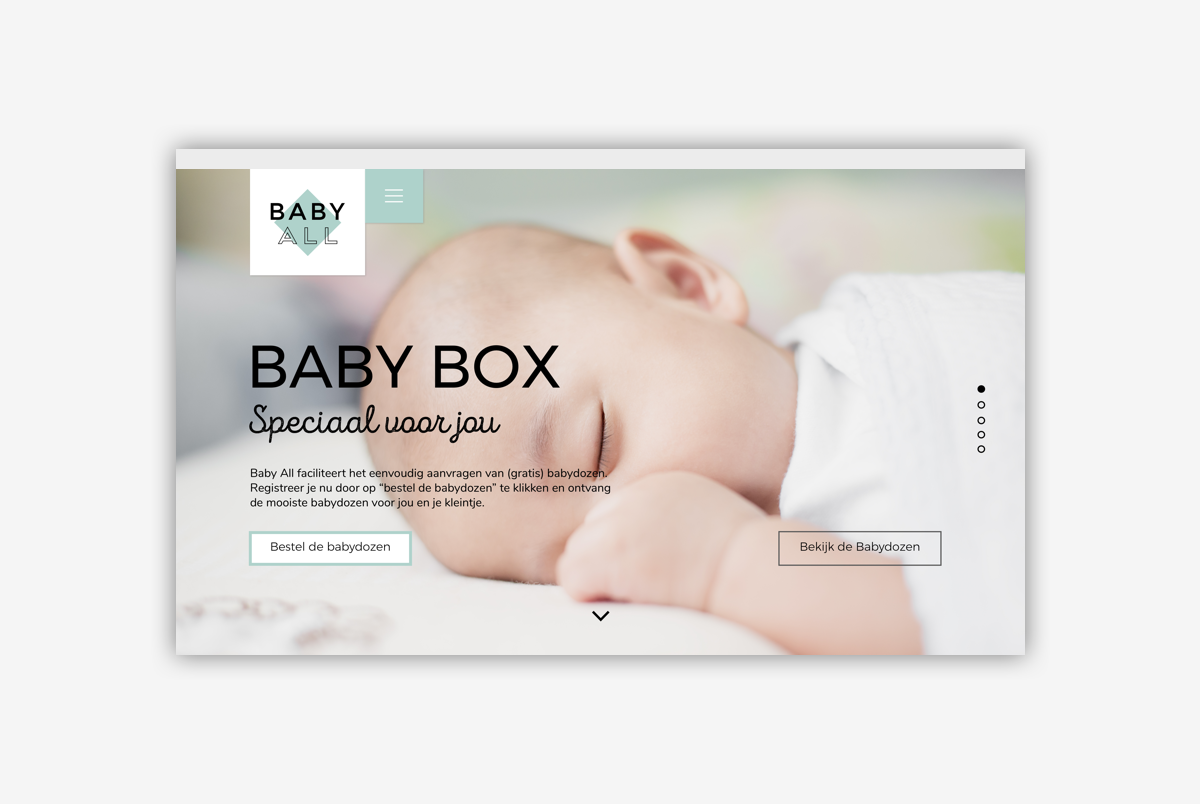 BABY
ALL
BABY BOX
Speciaal voor jou
Baby All faciliteert het eenvoudig aanvragen van (gratis) babydozen.
Registreer je nu door op “bestel de babydozen” te klikken en ontvang
de mooiste babydozen voor jou en je kleintje.
Bestel de babydozen
Bekijk de Babydozen